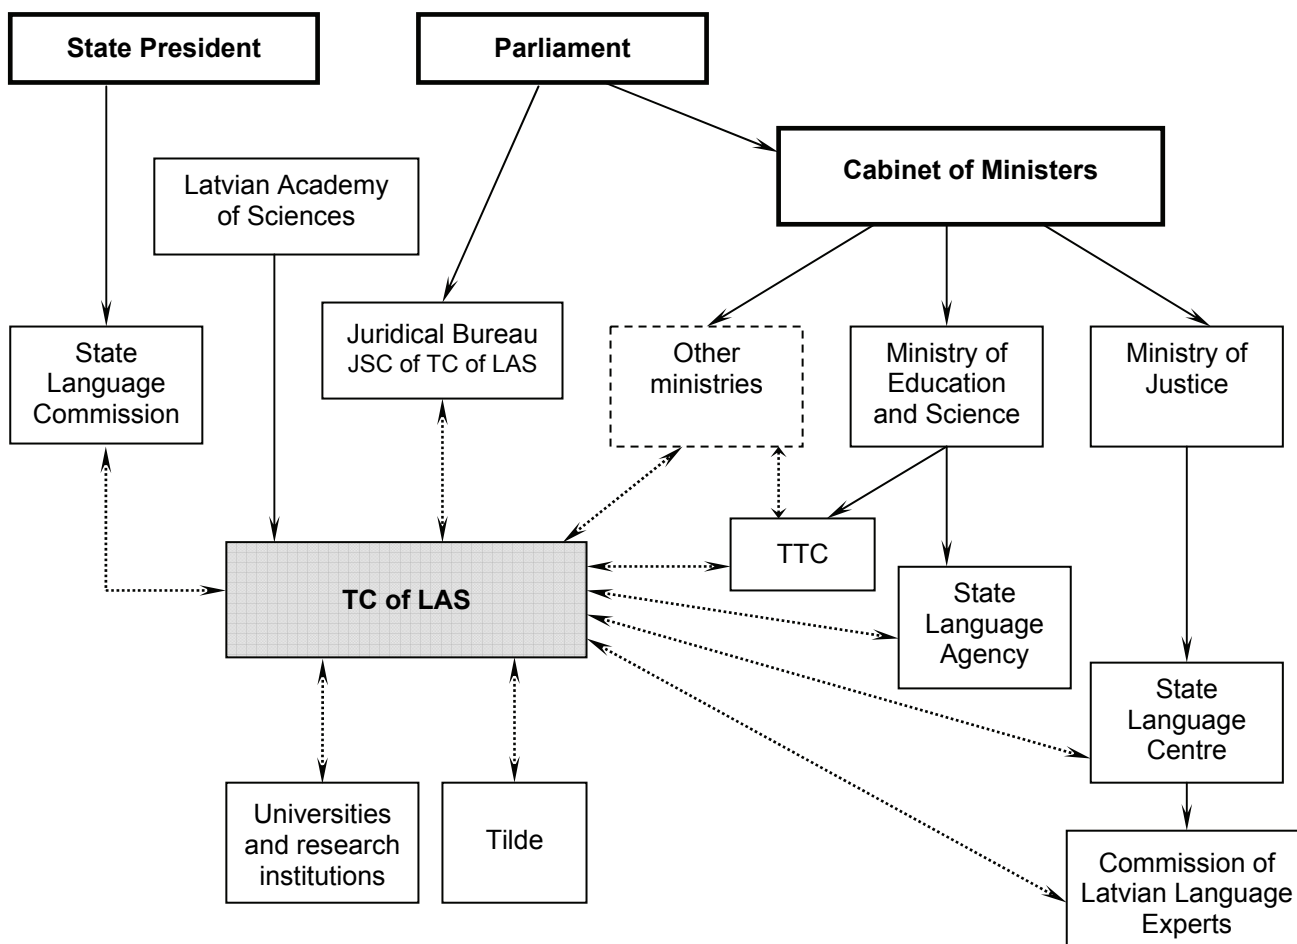 State President
Parliament
Cabinet of Ministers
Latvian Academy
of Sciences
Juridical Bureau
JSC of TC of LAS
State
Language
Commission
Other
ministries
Ministry of
Education
and Science
Ministry of
Justice
TTC
TC of LAS
State
Language
Agency
State
Language
Centre
Universities
and research
institutions
Tilde
Commission of
Latvian Language
Experts